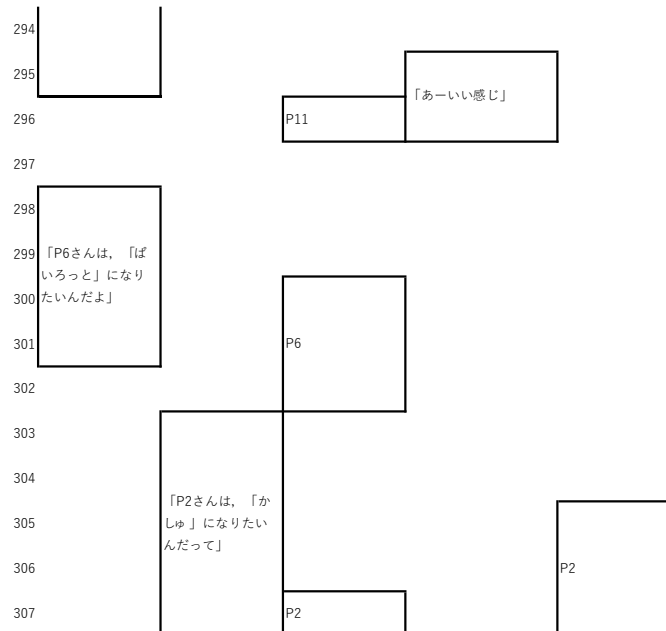 294
295
「あーいい感じ」
296
P11
297
298
299
「P6さんは，「ぱ
いろっと」になり
300
たいんだよ」
301
P6
302
303
304
「P2さんは，「か
305
しゅ」になりたい
んだって」
306
P2
307
P2